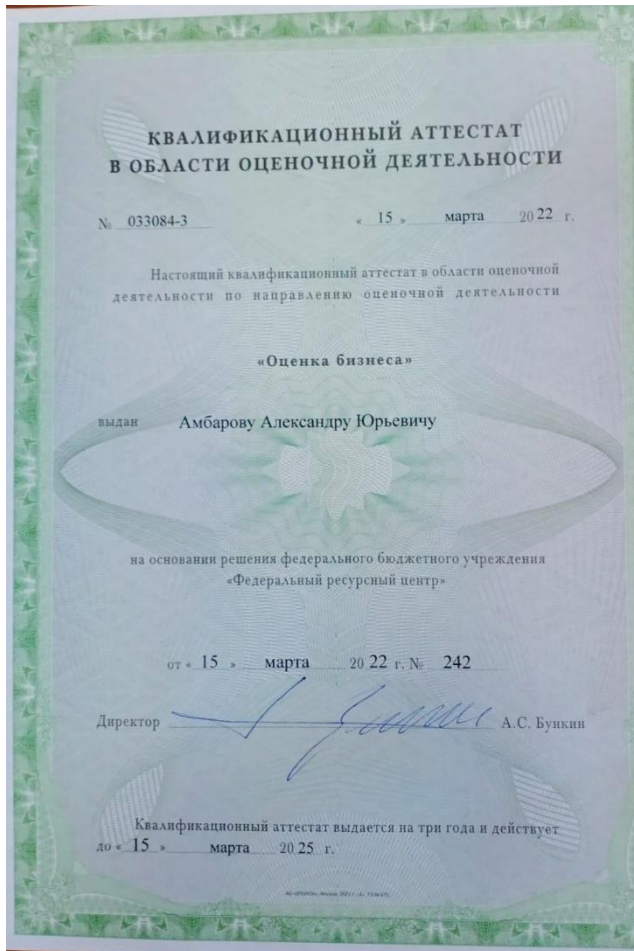 КВАЛИФИКАЦИОННЫЙ АТТЕСТАТ
В ОБЛАСТИ ОЦЕНОЧНОЙ ДЕЯТЕЛЬНОСТИ
№ 033084-3 « 15 » марта 20 22 г.
Настоящий квалификационный аттестат в области оценочной
деятельности по направлению оценочной деятельности
«Оценка бизнеса»
выдан Амбарову Александру Юрьевичу
на основании решения федерального бюджетного учреждения
«Федеральный ресурсный центр»
от « 15 » марта 20 22 г. № 242
Директор А.С. Бункин
Квалификационный аттестат выдается на три года и действует
до « 15 » марта 20 25 г.